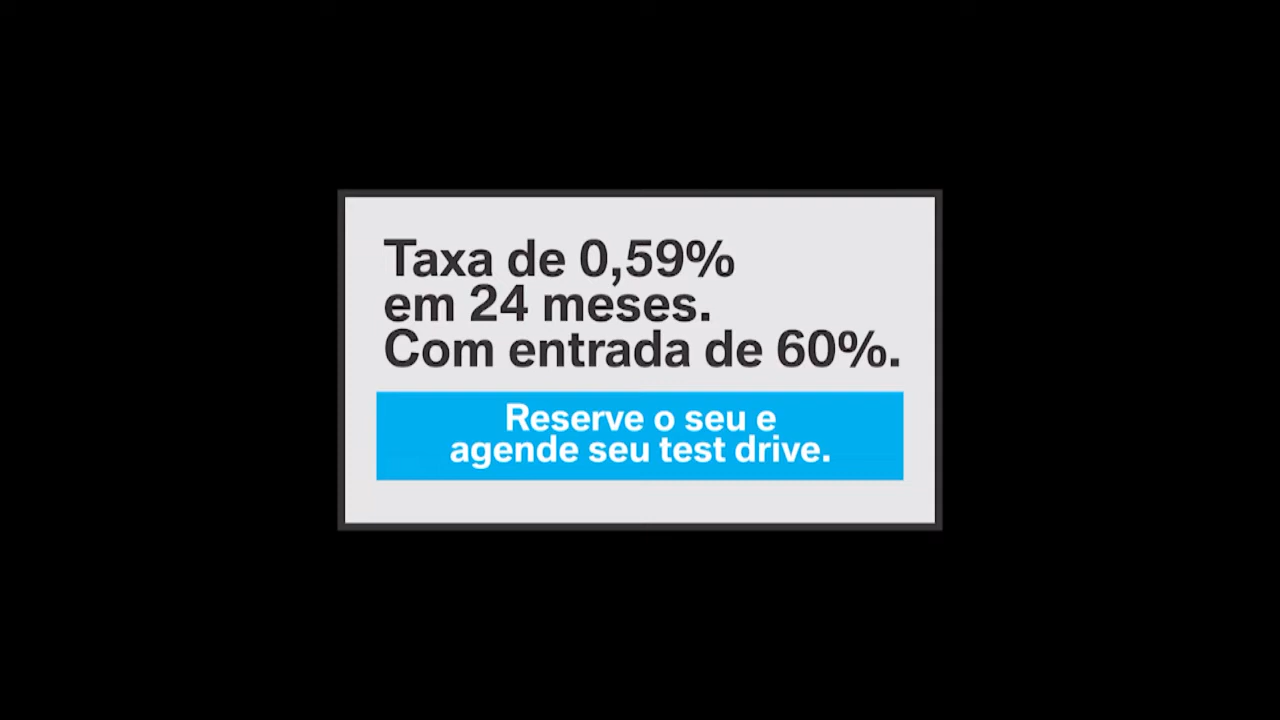 Taxa de 0,59%
em 24 meses.
Com entrada de 60%.
Reserve o seu e
agende seu test drive.